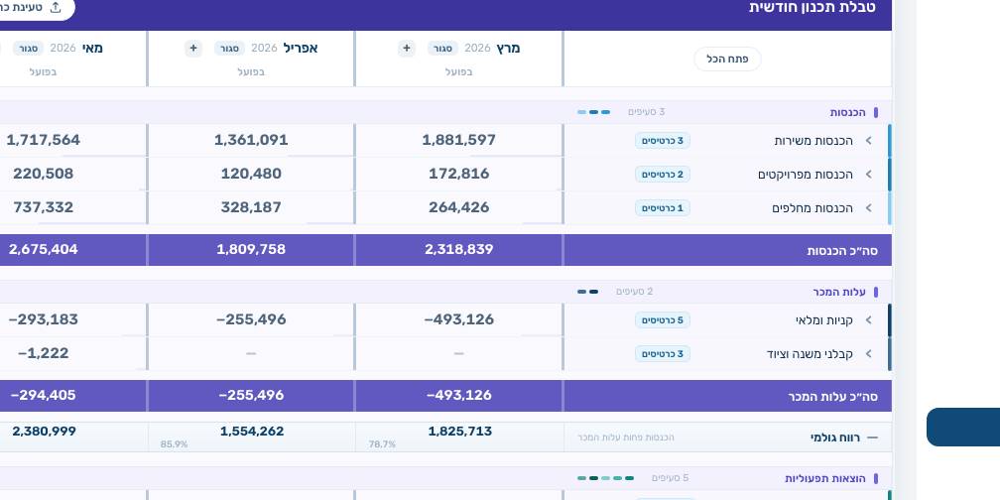 טבלת תכנון חודשית
טעינת
פתח הכל
מרץ 2026 סגור +
אפריל 2026 סגור +
מאי 2026 סגור
בפועל בפועל בפועל
הכנסות 3 סעיפים
הכנסות משירות 3 כרטיסים 1,881,597 1,361,091 1,717,564
הכנסות מפרויקטים 2 כרטיסים 172,816 120,480 220,508
הכנסות מחלפים 1 כרטיסים 264,426 328,187 737,332
סה״כ הכנסות 2,318,839 1,809,758 2,675,404
עלות המכר 2 סעיפים
קניות ומלאי 5 כרטיסים −493,126 −255,496 −293,183
קבלני משנה וציוד 3 כרטיסים — — −1,222
סה״כ עלות המכר −493,126 −255,496 −294,405
רווח גולמי הכנסות פחות עלות המכר 1,825,713 78.7% 1,554,262 85.9% 2,380,999
הוצאות תפעוליות 5 סעיפים